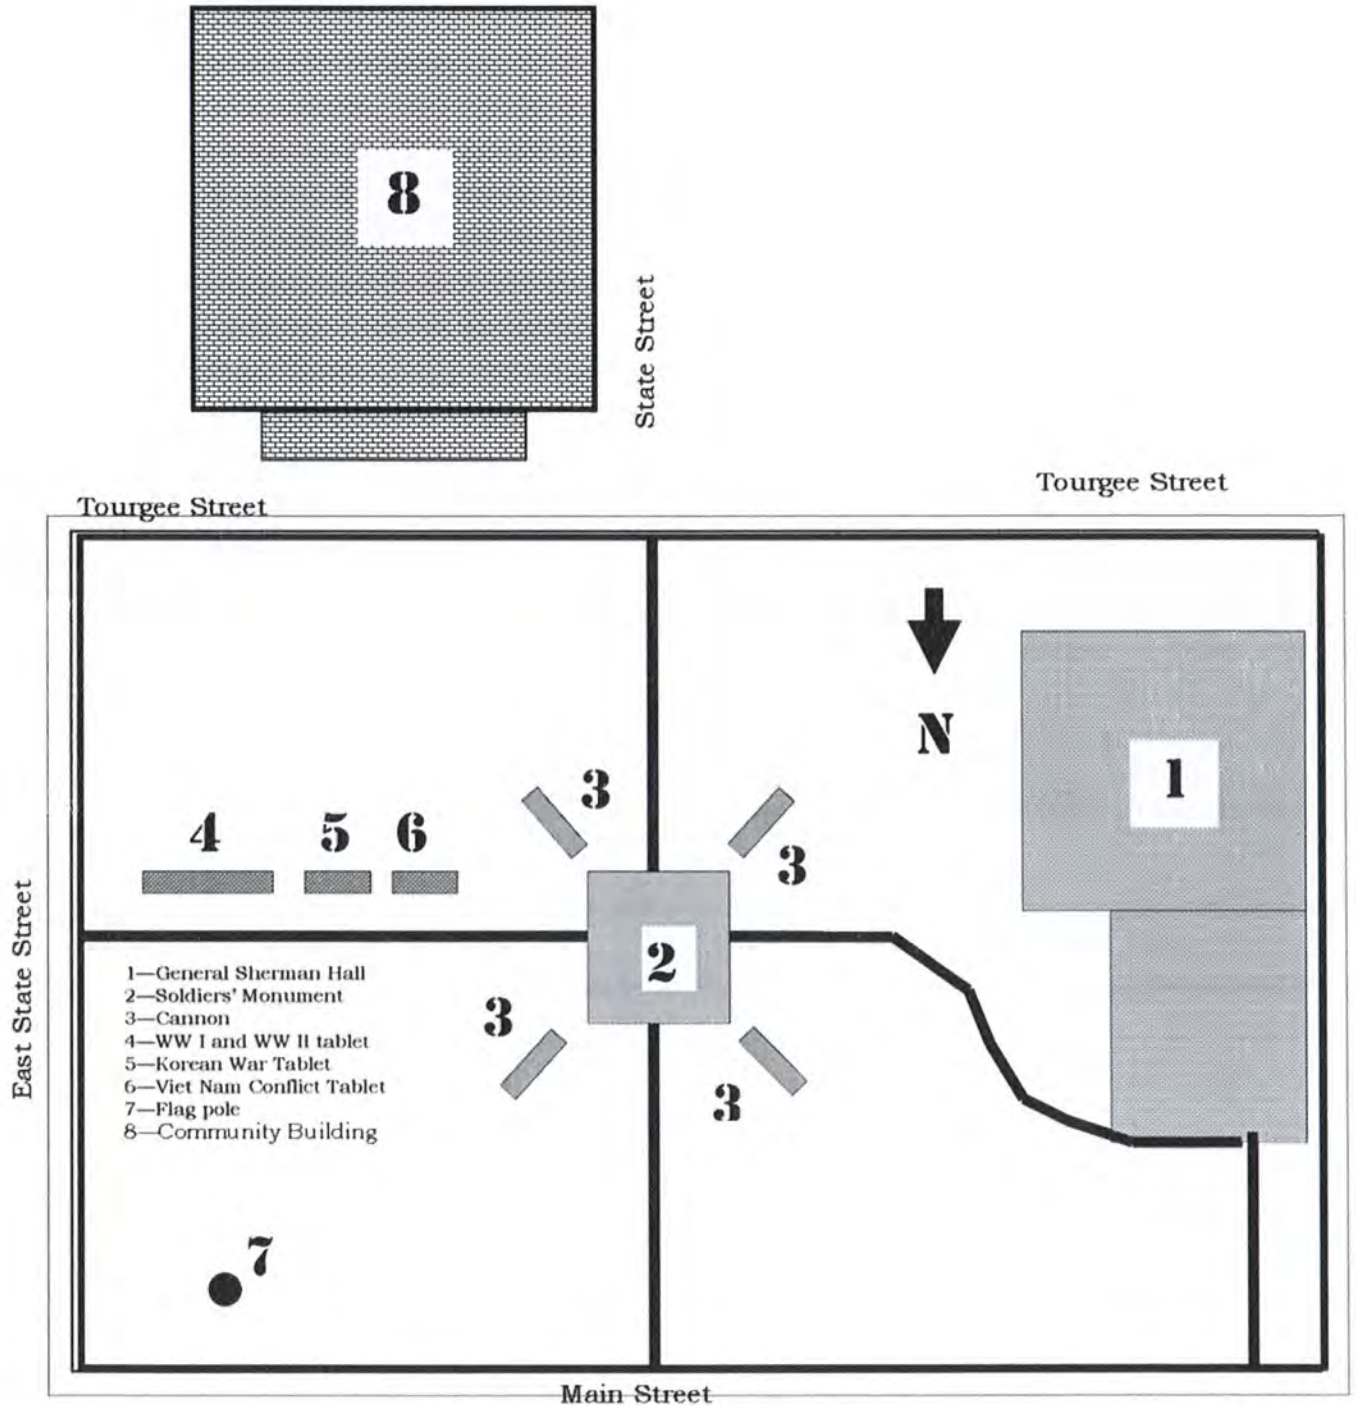 8
State Street
Tourgee Street
Tourgee Street
N
1
3
3
4
5
6
2
East State Street
1—General Sherman Hall
2—Soldiers' Monument
3—Cannon
4—WW I and WW II tablet
5—Korean War Tablet
6—Viet Nam Conflict Tablet
7—Flag pole
8—Community Building
3
3
7
Main Street